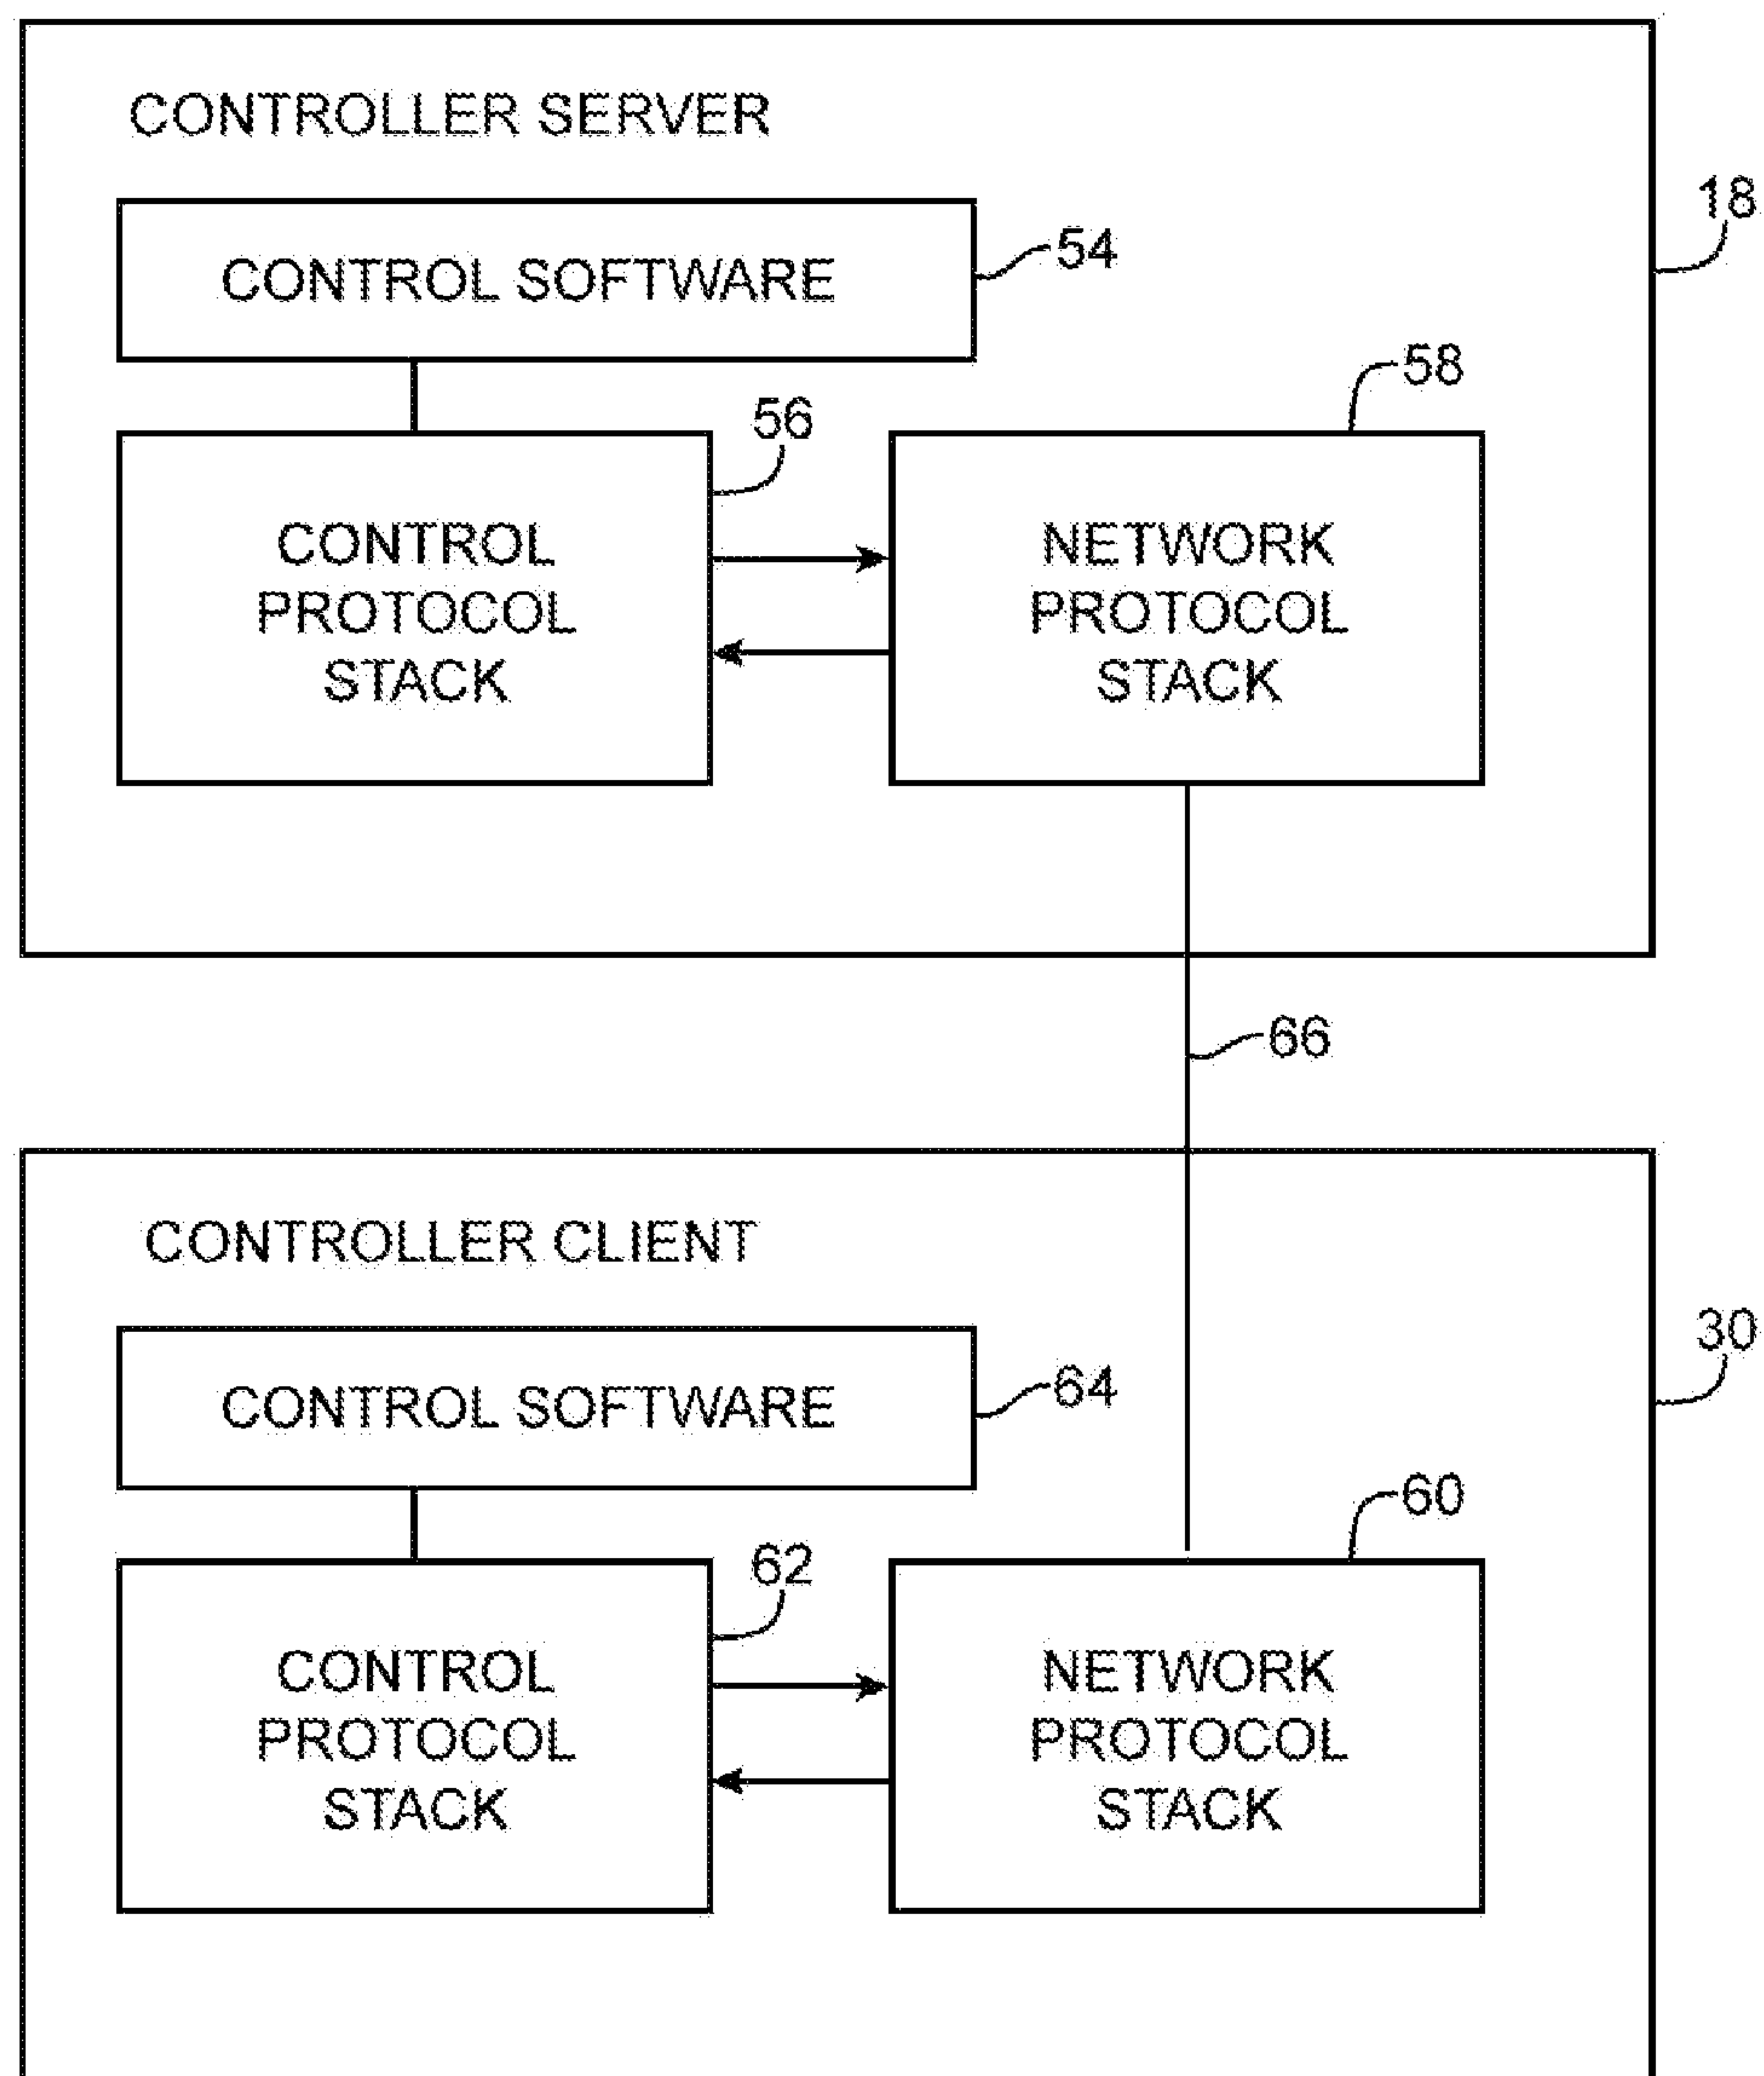 CONTROLLER SERVER
18
CONTROL SOFTWARE
54
58
56
CONTROL
PROTOCOL
STACK
NETWORK
PROTOCOL
STACK
66
CONTROLLER CLIENT
30
CONTROL SOFTWARE
64
60
62
CONTROL
PROTOCOL
STACK
NETWORK
PROTOCOL
STACK